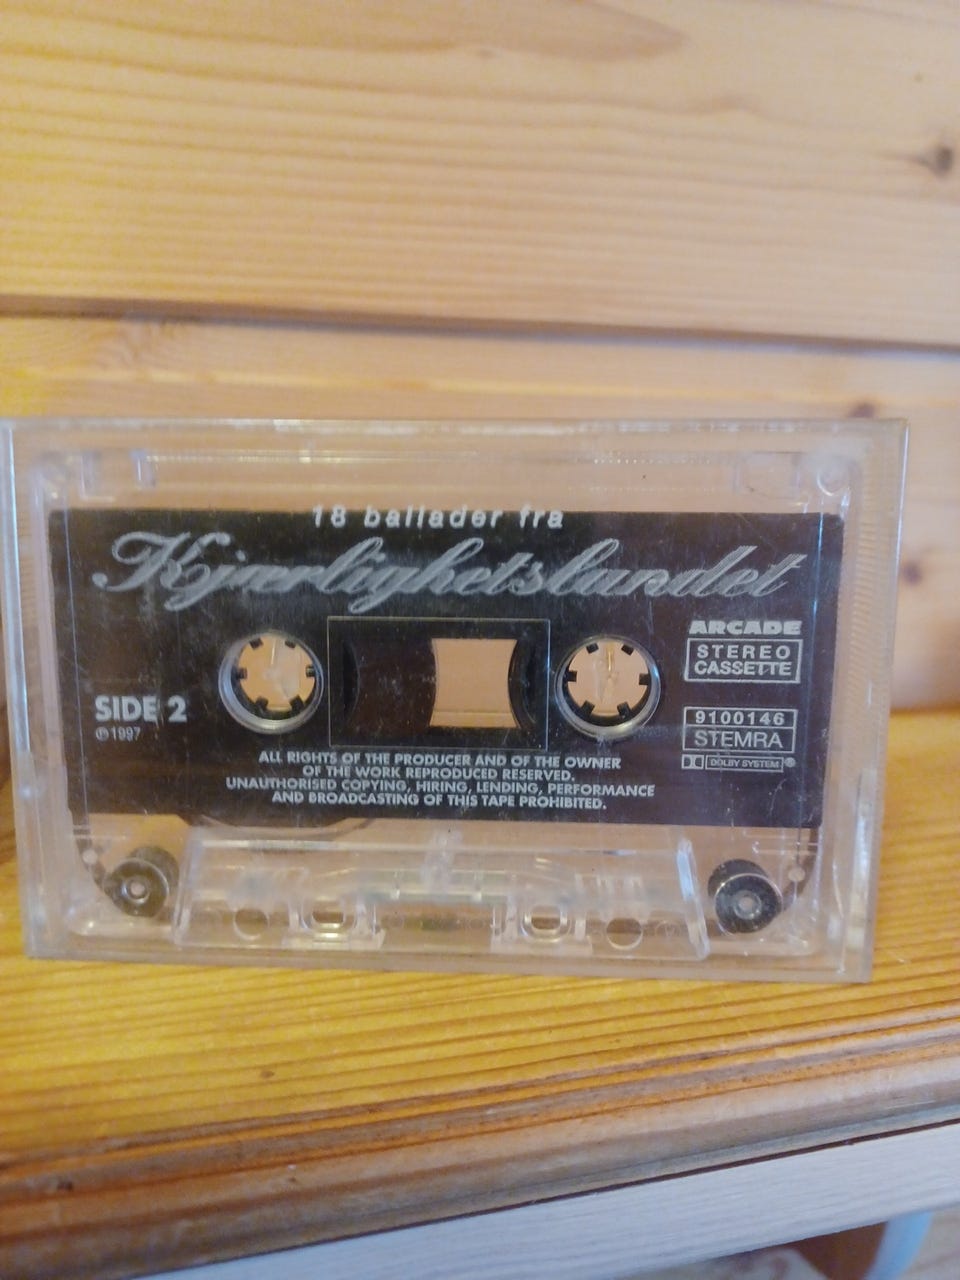 18 ballader fra
Kjærlighetslandet
ARCADE
STEREO
CASSETTE
SIDE 2
℗ 1997
9100146
STEMRA
DOLBY SYSTEM®
ALL RIGHTS OF THE PRODUCER AND OF THE OWNER
OF THE WORK REPRODUCED RESERVED.
UNAUTHORISED COPYING, HIRING, LENDING, PERFORMANCE
AND BROADCASTING OF THIS TAPE PROHIBITED.